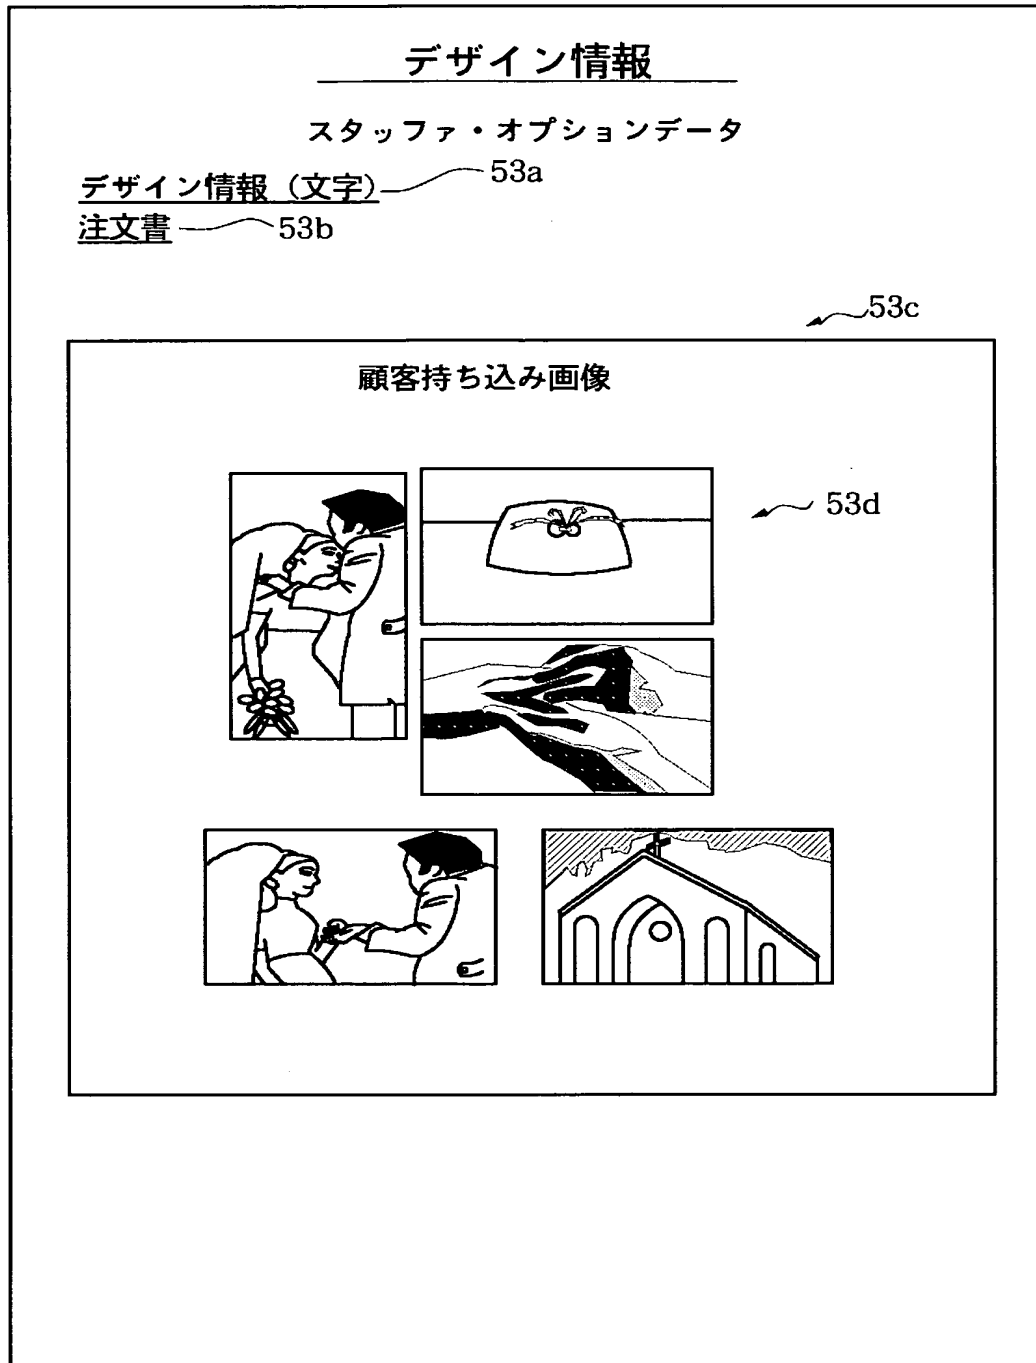 デザイン情報
スタッファ・オプションデータ
デザイン情報（文字） 53a
注文書 53b
53c
顧客持ち込み画像
53d